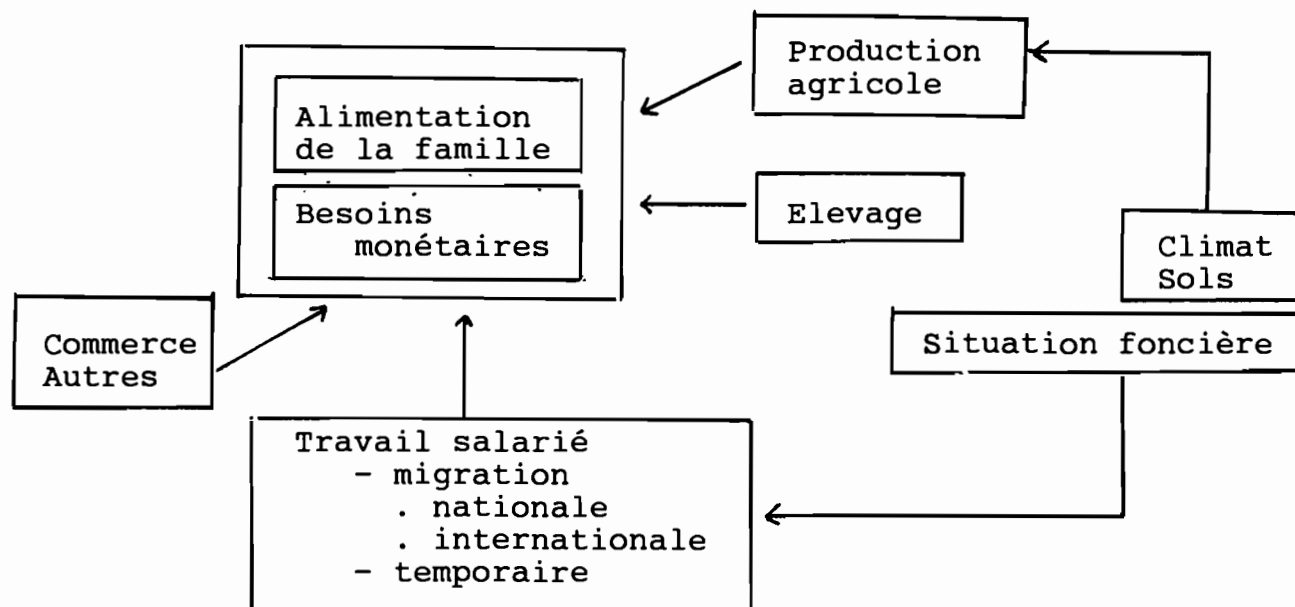 Production
agricole
Alimentation
de la famille
Besoins
monétaires
Elevage
Climat
Sols
Situation foncière
Commerce
Autres
Travail salarié
- migration
. nationale
. internationale
- temporaire